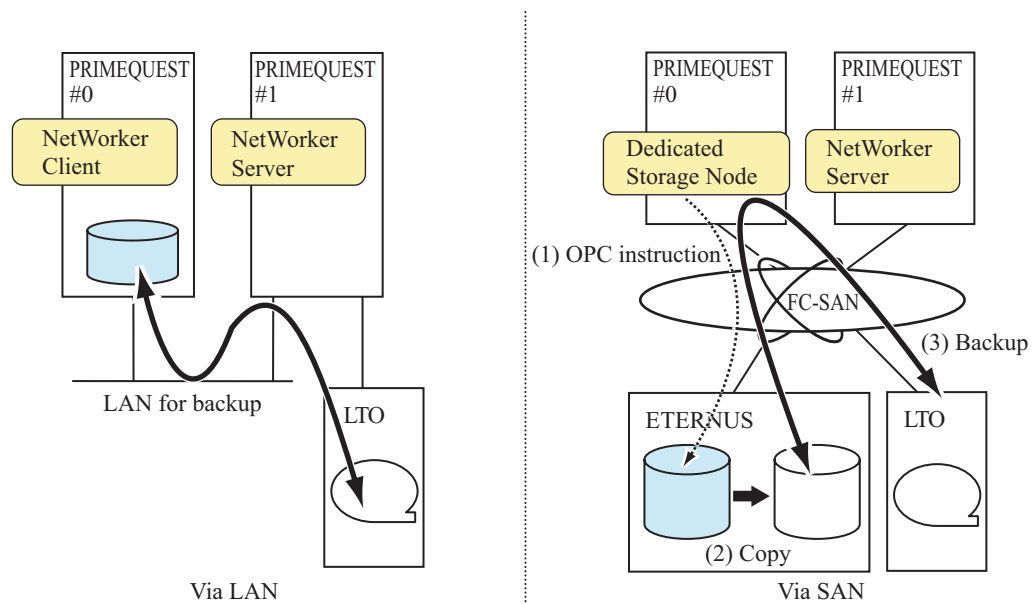 PRIMEQUEST
#0
NetWorker
Client
PRIMEQUEST
#1
NetWorker
Server
LAN for backup
LTO
Via LAN
PRIMEQUEST
#0
Dedicated
Storage Node
PRIMEQUEST
#1
NetWorker
Server
(1) OPC instruction
FC-SAN
(3) Backup
ETERNUS
LTO
(2) Copy
Via SAN